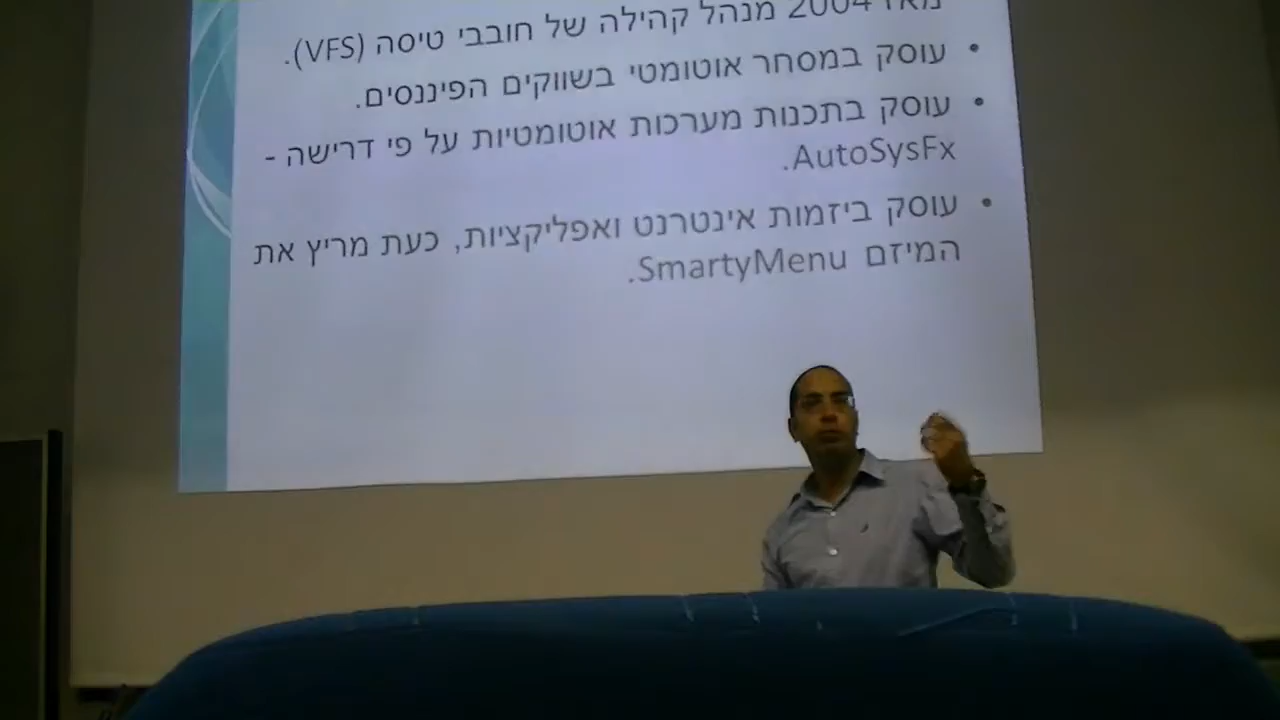 מאז 2004 מנהל קהילה של חובבי טיסה (VFS).
• עוסק במסחר אוטומטי בשווקים הפיננסים.
• עוסק בתכנות מערכות אוטומטיות על פי דרישה -
AutoSysFx.
• עוסק ביזמות אינטרנט ואפליקציות, כעת מריץ את
המיזם SmartyMenu.